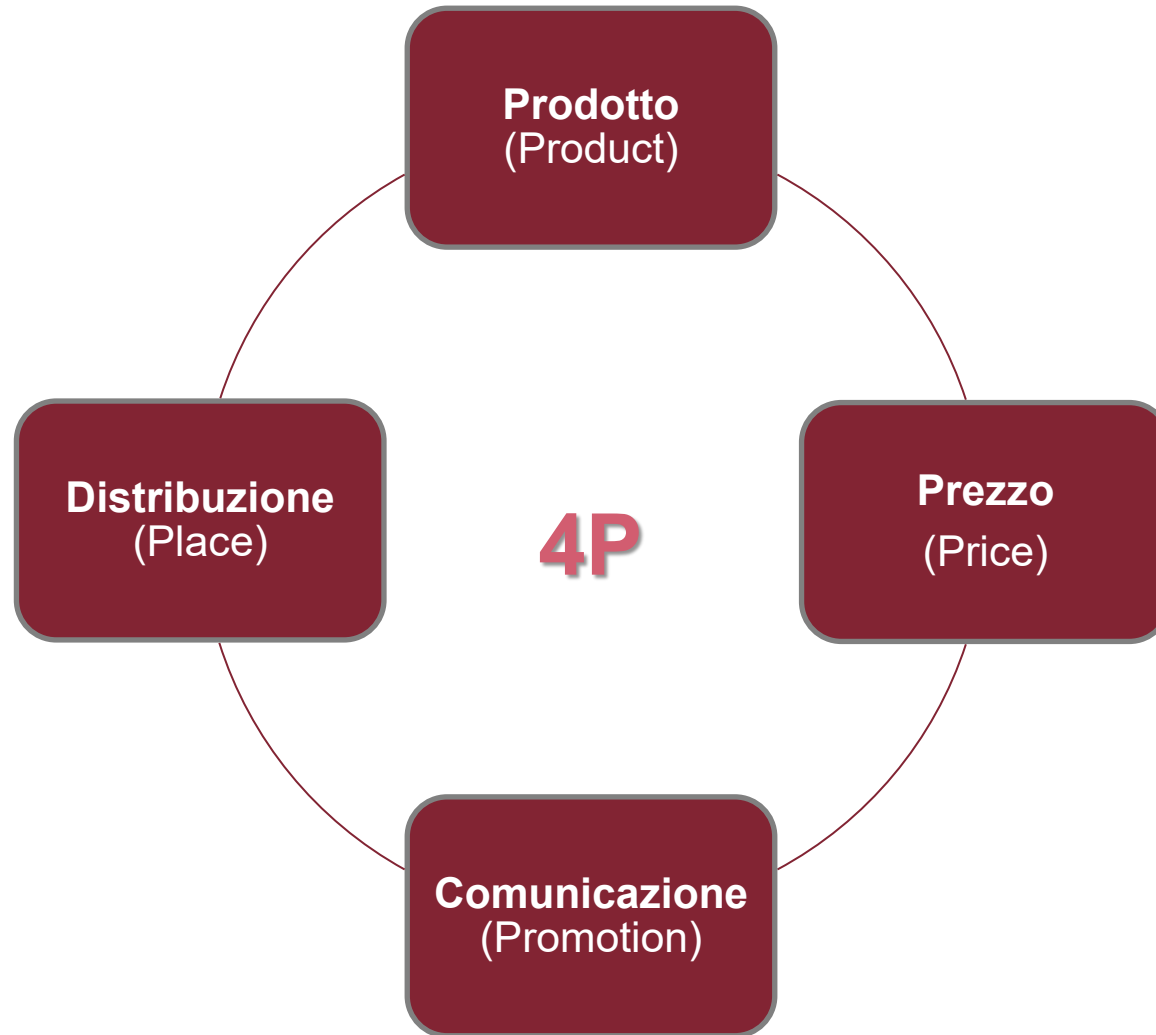 Prodotto
(Product)
Distribuzione
(Place)
4P
Prezzo
(Price)
Comunicazione
(Promotion)